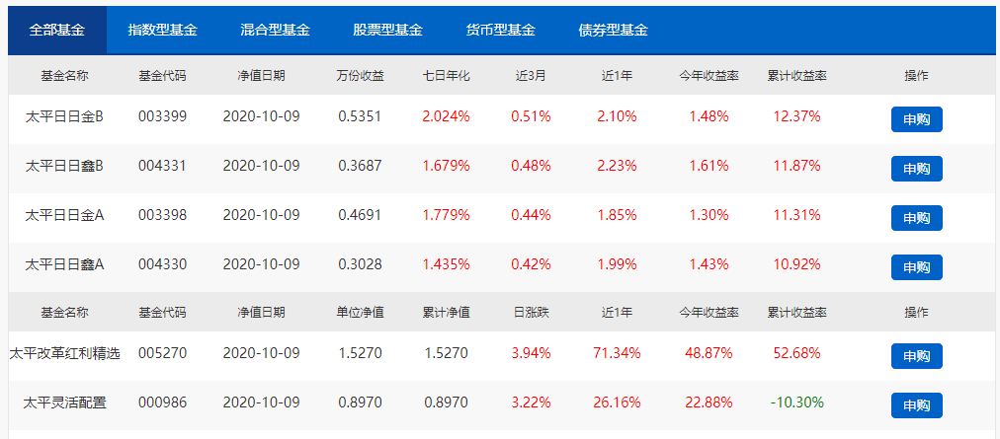 全部基金 指数型基金 混合型基金 股票型基金 货币型基金 债券型基金
基金名称 基金代码 净值日期 万份收益 七日年化 近3月 近1年 今年收益率 累计收益率 操作
太平日日金B 003399 2020-10-09 0.5351 2.024% 0.51% 2.10% 1.48% 12.37% 申购
太平日日鑫B 004331 2020-10-09 0.3687 1.679% 0.48% 2.23% 1.61% 11.87% 申购
太平日日金A 003398 2020-10-09 0.4691 1.779% 0.44% 1.85% 1.30% 11.31% 申购
太平日日鑫A 004330 2020-10-09 0.3028 1.435% 0.42% 1.99% 1.43% 10.92% 申购
基金名称 基金代码 净值日期 单位净值 累计净值 日涨跌 近1年 今年收益率 累计收益率 操作
太平改革红利精选 005270 2020-10-09 1.5270 1.5270 3.94% 71.34% 48.87% 52.68% 申购
太平灵活配置 000986 2020-10-09 0.8970 0.8970 3.22% 26.16% 22.88% -10.30% 申购